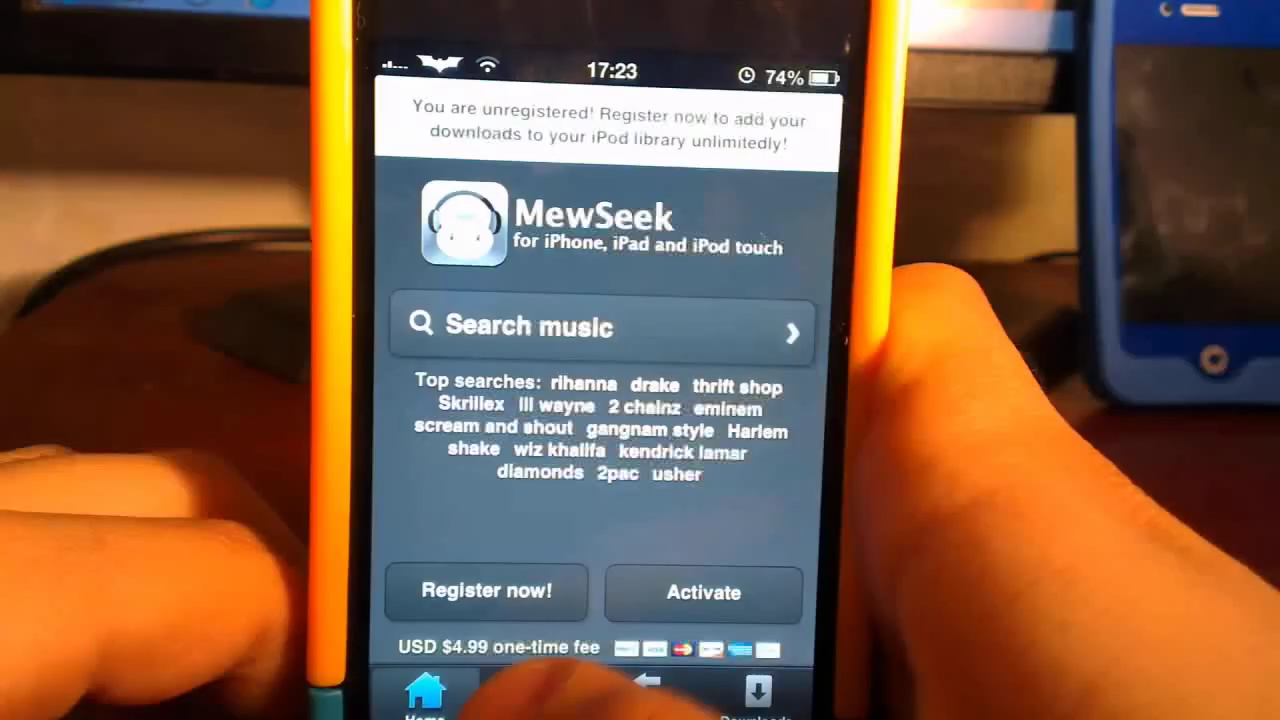 17:23 74%
You are unregistered! Register now to add your
downloads to your iPod library unlimitedly!
MewSeek
for iPhone, iPad and iPod touch
Search music
Top searches: rihanna drake thrift shop
Skrillex lil wayne 2 chainz eminem
scream and shout gangnam style Harlem
shake wiz khalifa kendrick lamar
diamonds 2pac usher
Register now! Activate
USD $4.99 one-time fee
Home Downloads